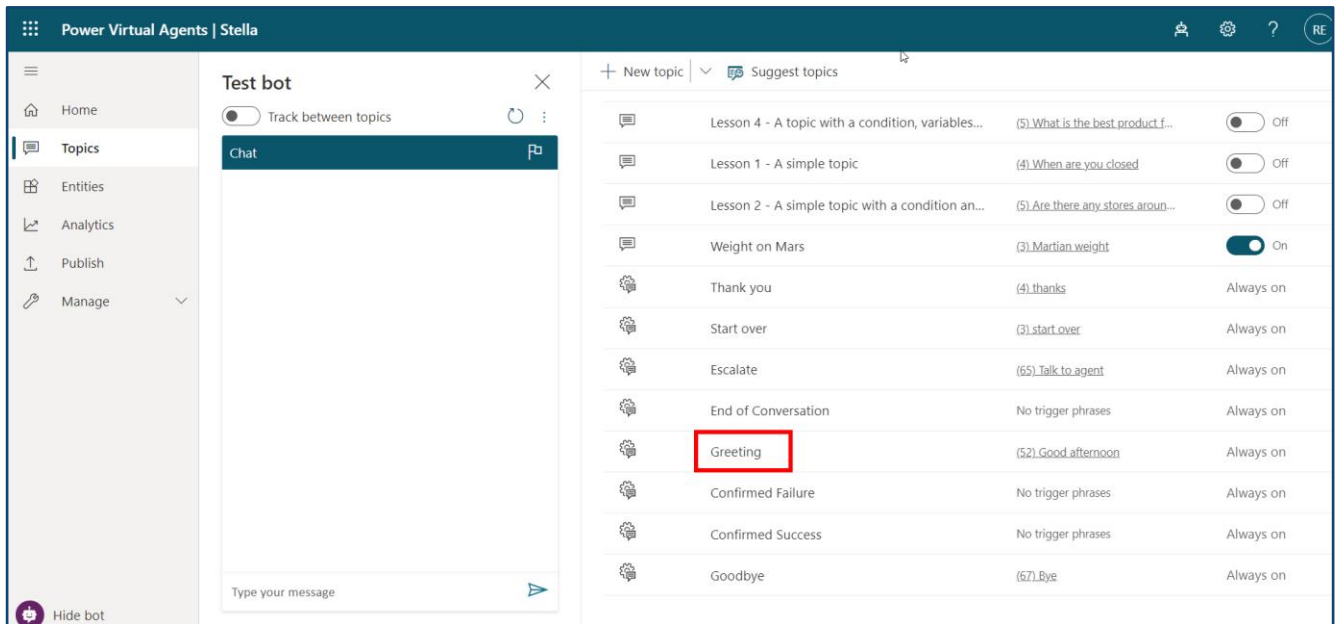 Power Virtual Agents | Stella
RE
Home
Topics
Entities
Analytics
Publish
Manage
Hide bot
Test bot
Track between topics
Chat
Type your message
New topic
Suggest topics
Lesson 4 - A topic with a condition, variables... (5) What is the best product f... Off
Lesson 1 - A simple topic (4) When are you closed Off
Lesson 2 - A simple topic with a condition an... (5) Are there any stores aroun... Off
Weight on Mars (3) Martian weight On
Thank you (4) thanks Always on
Start over (3) start over Always on
Escalate (65) Talk to agent Always on
End of Conversation No trigger phrases Always on
Greeting (52) Good afternoon Always on
Confirmed Failure No trigger phrases Always on
Confirmed Success No trigger phrases Always on
Goodbye (67) Bye Always on